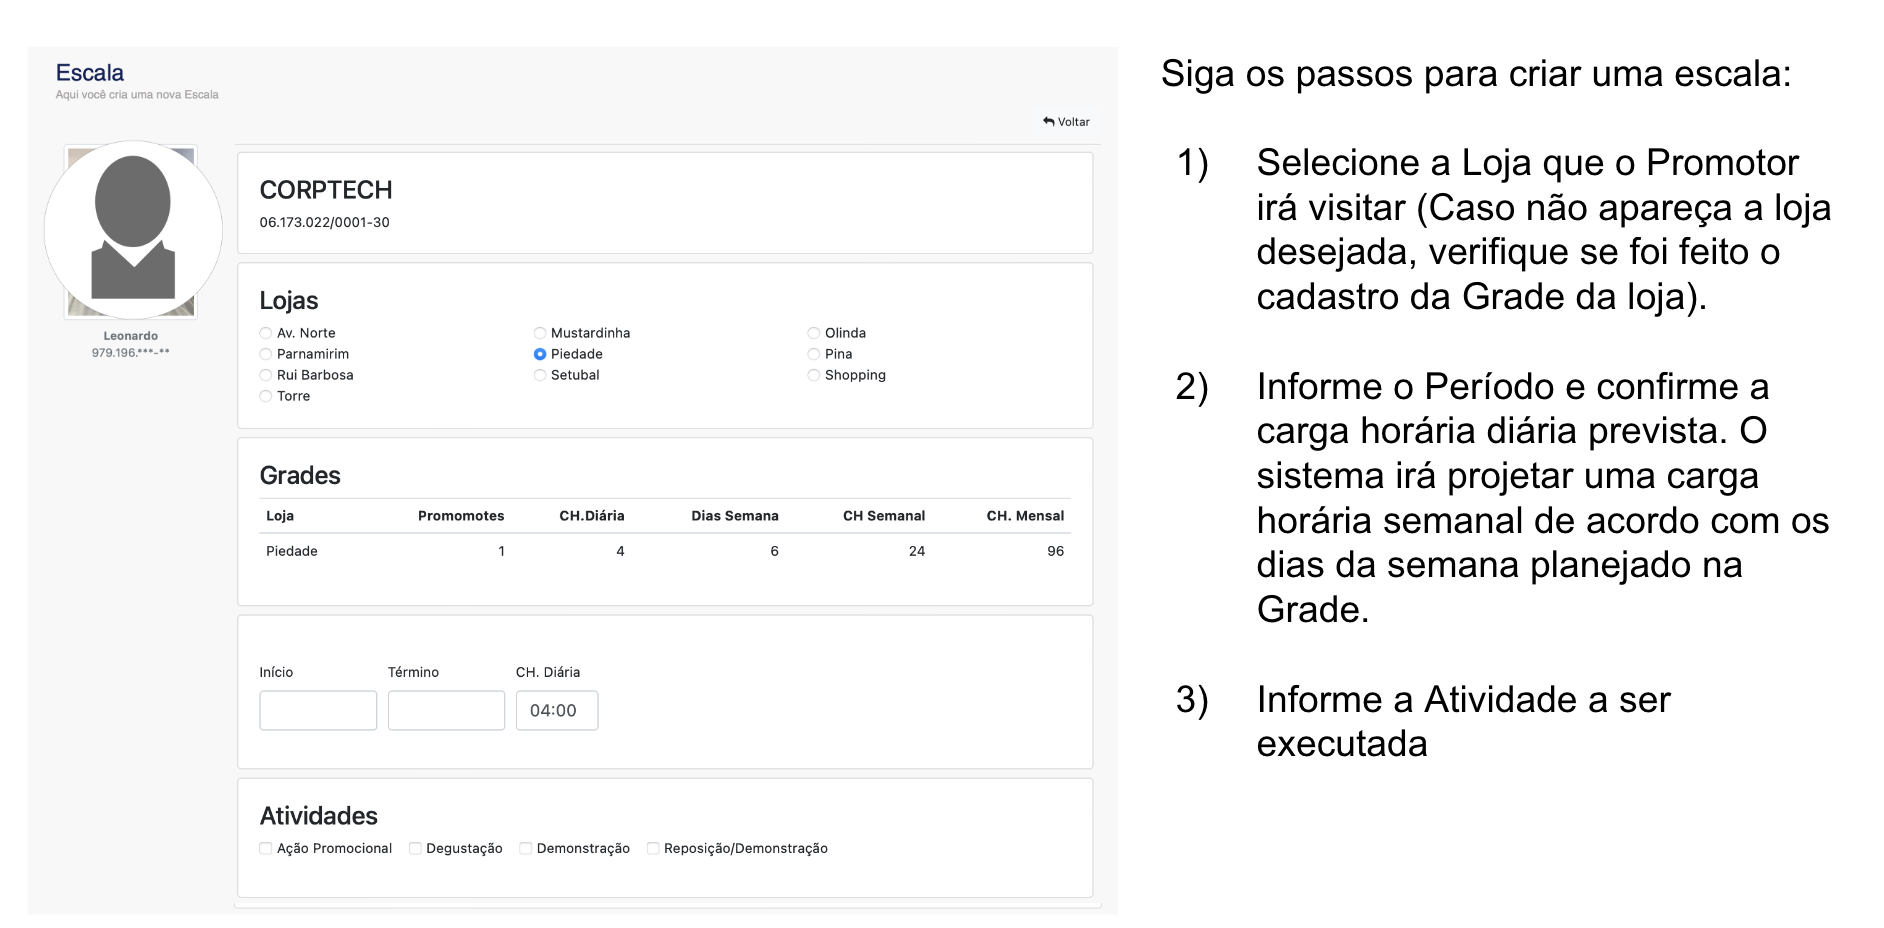 Escala
Aqui você cria uma nova Escala
Voltar
Leonardo
979.196.***-**
CORPTECH
06.173.022/0001-30
Lojas
Av. Norte
Mustardinha
Olinda
Parnamirim
Piedade
Pina
Rui Barbosa
Setubal
Shopping
Torre
Grades
Loja Promomotes CH.Diária Dias Semana CH Semanal CH. Mensal
Piedade 1 4 6 24 96
Início Término CH. Diária
04:00
Atividades
Ação Promocional Degustação Demonstração Reposição/Demonstração
Siga os passos para criar uma escala:
1) Selecione a Loja que o Promotor
irá visitar (Caso não apareça a loja
desejada, verifique se foi feito o
cadastro da Grade da loja).
2) Informe o Período e confirme a
carga horária diária prevista. O
sistema irá projetar uma carga
horária semanal de acordo com os
dias da semana planejado na
Grade.
3) Informe a Atividade a ser
executada